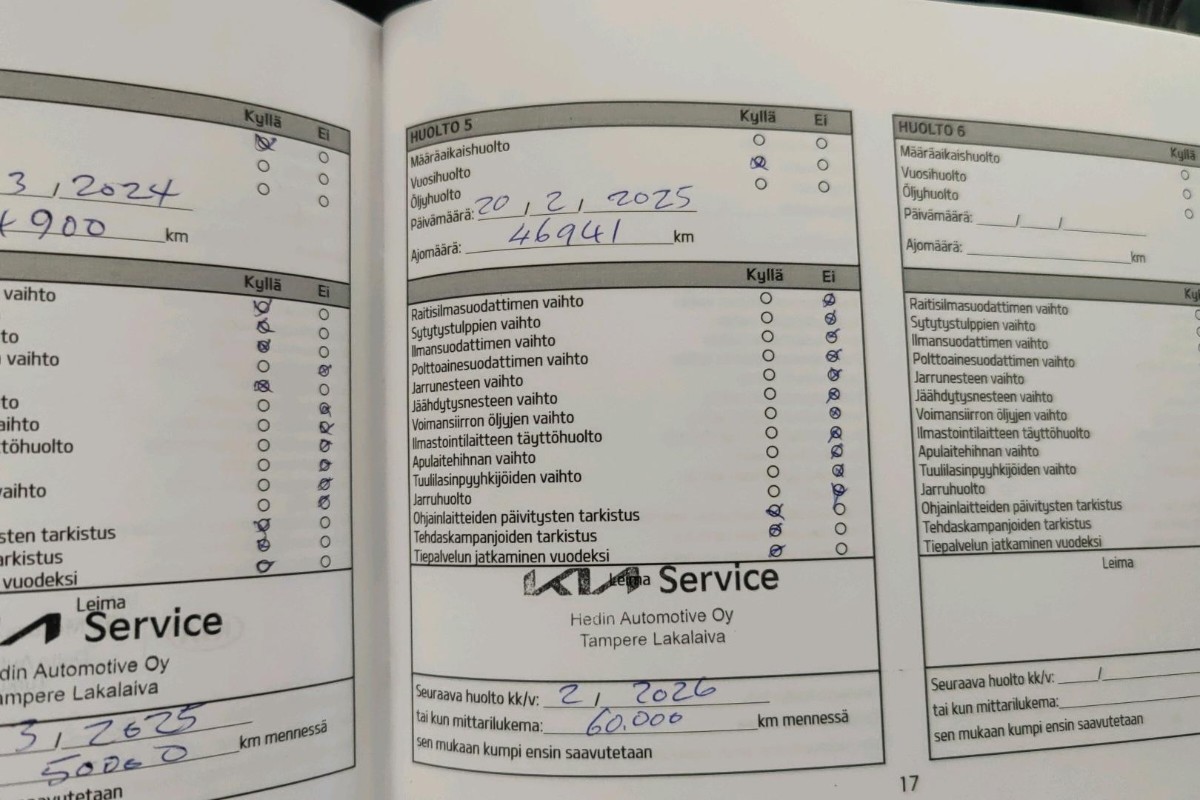 Kyllä Ei
3 / 2024
900 km
Kyllä Ei
vaihto
to
vaihto
to
aihto
ttöhuolto
vaihto
sten tarkistus
arkistus
vuodeksi
Leima
Service
edin Automotive Oy
ampere Lakalaiva
3 / 2025
50000 km mennessä
aavutetaan
HUOLTO 5 Kyllä Ei
Määräaikaishuolto
Vuosihuolto
Öljyhuolto
Päivämäärä: 20 / 2 / 2025
Ajomäärä: 46941 km
Kyllä Ei
Raitisilmasuodattimen vaihto
Sytytystulppien vaihto
Ilmansuodattimen vaihto
Polttoainesuodattimen vaihto
Jarrunesteen vaihto
Jäähdytysnesteen vaihto
Voimansiirron öljyjen vaihto
Ilmastointilaitteen täyttöhuolto
Apulaitehihnan vaihto
Tuulilasinpyyhkijöiden vaihto
Jarruhuolto
Ohjainlaitteiden päivitysten tarkistus
Tehdaskampanjoiden tarkistus
Tiepalvelun jatkaminen vuodeksi
Leima
KIA Service
Hedin Automotive Oy
Tampere Lakalaiva
Seuraava huolto kk/v: 2 / 2026
tai kun mittarilukema: 60.000 km mennessä
sen mukaan kumpi ensin saavutetaan
HUOLTO 6 Kyllä
Määräaikaishuolto
Vuosihuolto
Öljyhuolto
Päivämäärä: / /
Ajomäärä: km
Raitisilmasuodattimen vaihto
Sytytystulppien vaihto
Ilmansuodattimen vaihto
Polttoainesuodattimen vaihto
Jarrunesteen vaihto
Jäähdytysnesteen vaihto
Voimansiirron öljyjen vaihto
Ilmastointilaitteen täyttöhuolto
Apulaitehihnan vaihto
Tuulilasinpyyhkijöiden vaihto
Jarruhuolto
Ohjainlaitteiden päivitysten tarkistus
Tehdaskampanjoiden tarkistus
Tiepalvelun jatkaminen vuodeksi
Leima
Seuraava huolto kk/v: /
tai kun mittarilukema:
sen mukaan kumpi ensin saavutetaan
17